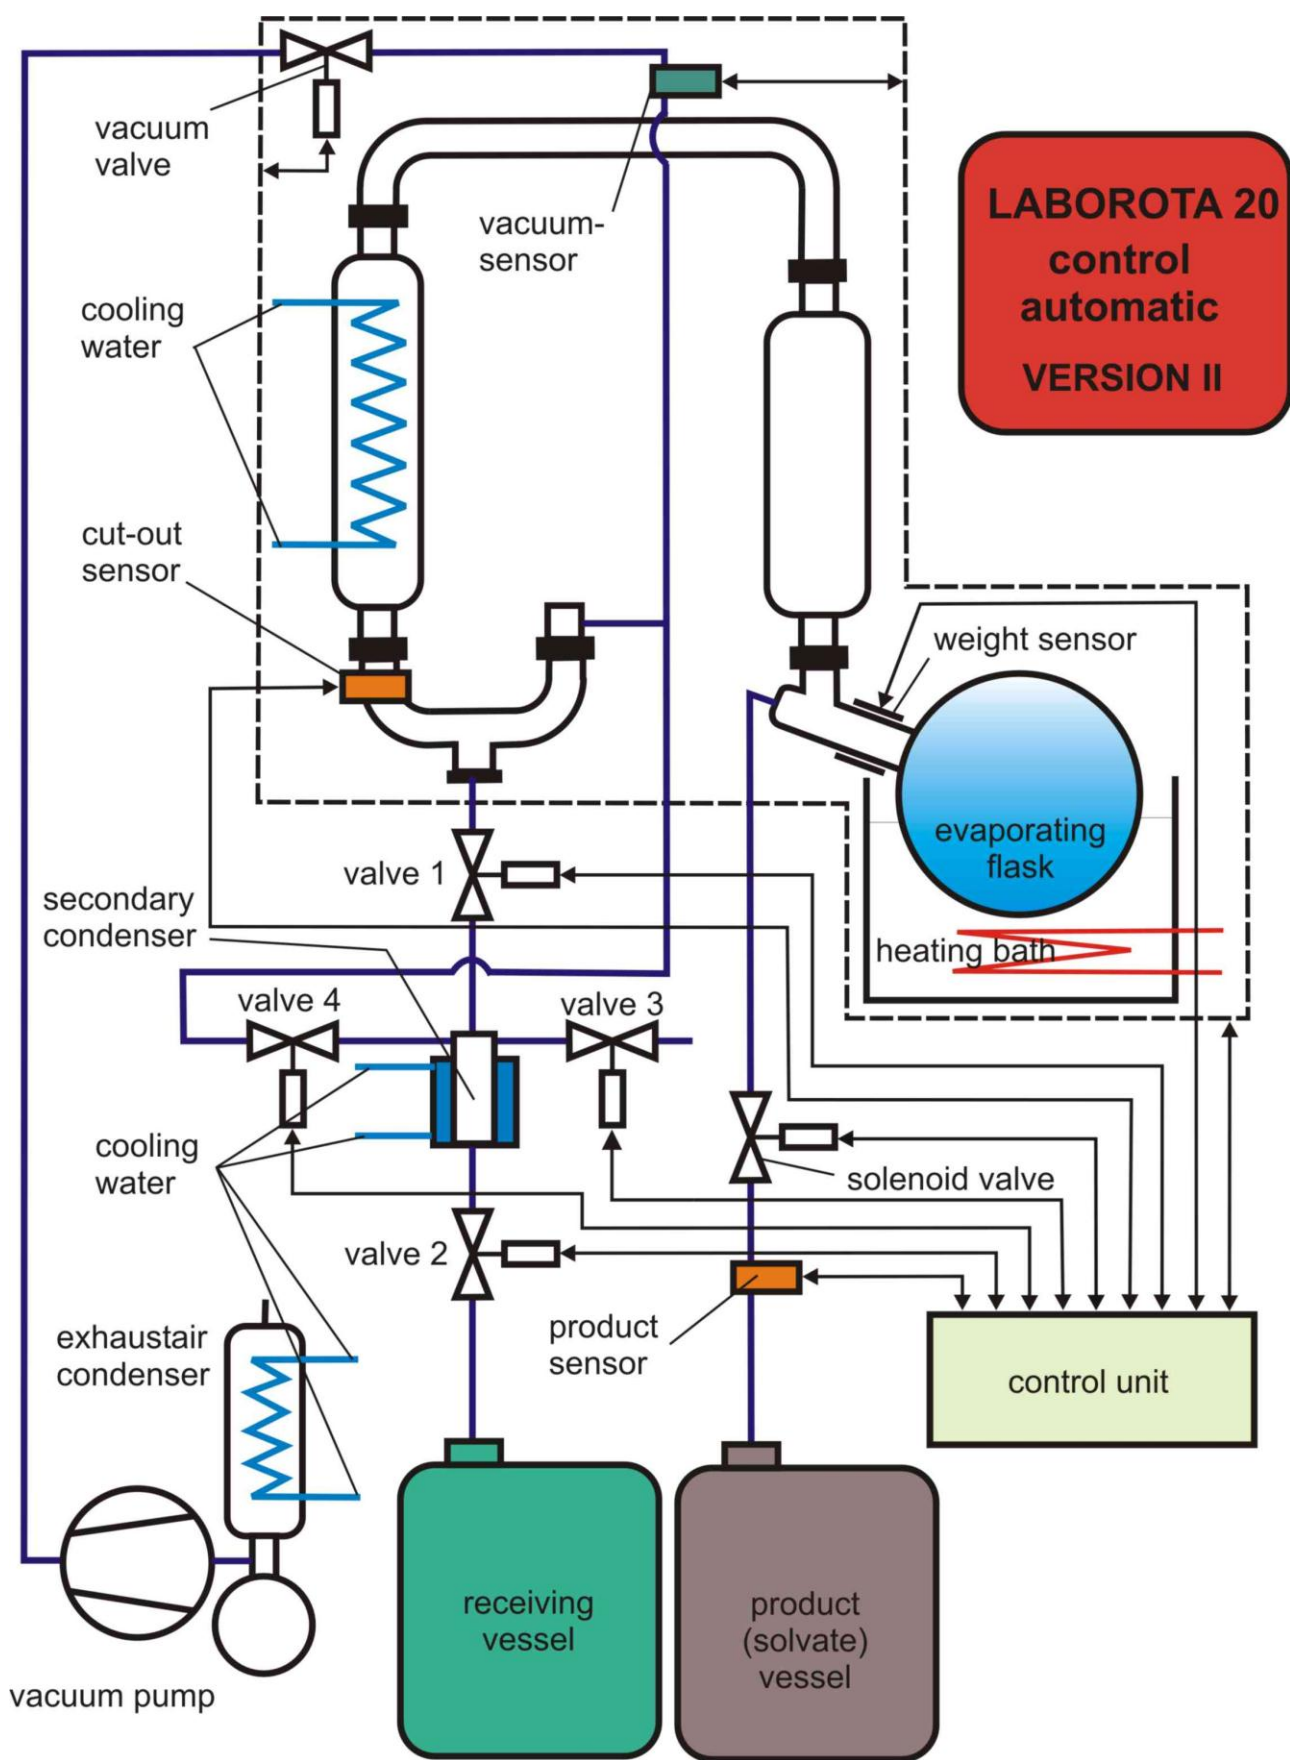 vacuum
valve
vacuum-
sensor
LABOROTA 20
control
automatic
VERSION II
cooling
water
cut-out
sensor
weight sensor
evaporating
flask
heating bath
valve 1
secondary
condenser
valve 4
valve 3
cooling
water
solenoid valve
valve 2
product
sensor
exhaustair
condenser
control unit
receiving
vessel
product
(solvate)
vessel
vacuum pump